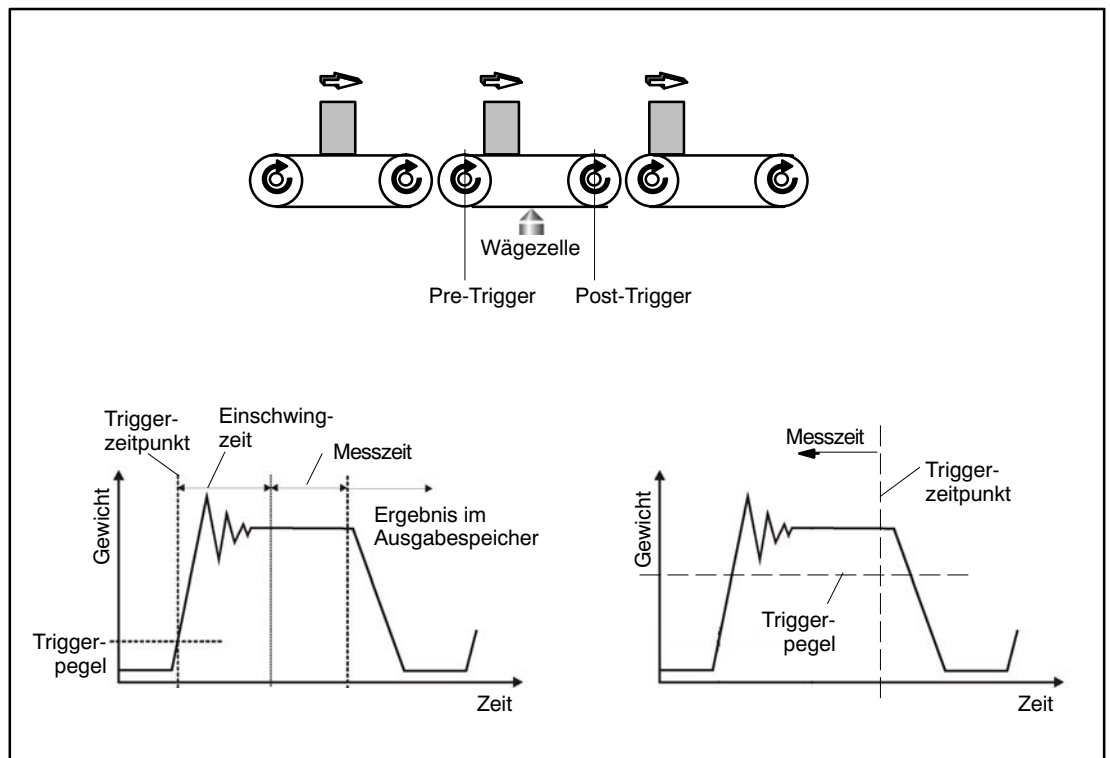 Wägezelle
Pre-Trigger
Post-Trigger
Trigger-
zeitpunkt
Einschwing-
zeit
Messzeit
Ergebnis im
Ausgabespeicher
Gewicht
Trigger-
pegel
Zeit
Messzeit
Trigger-
zeitpunkt
Gewicht
Trigger-
pegel
Zeit